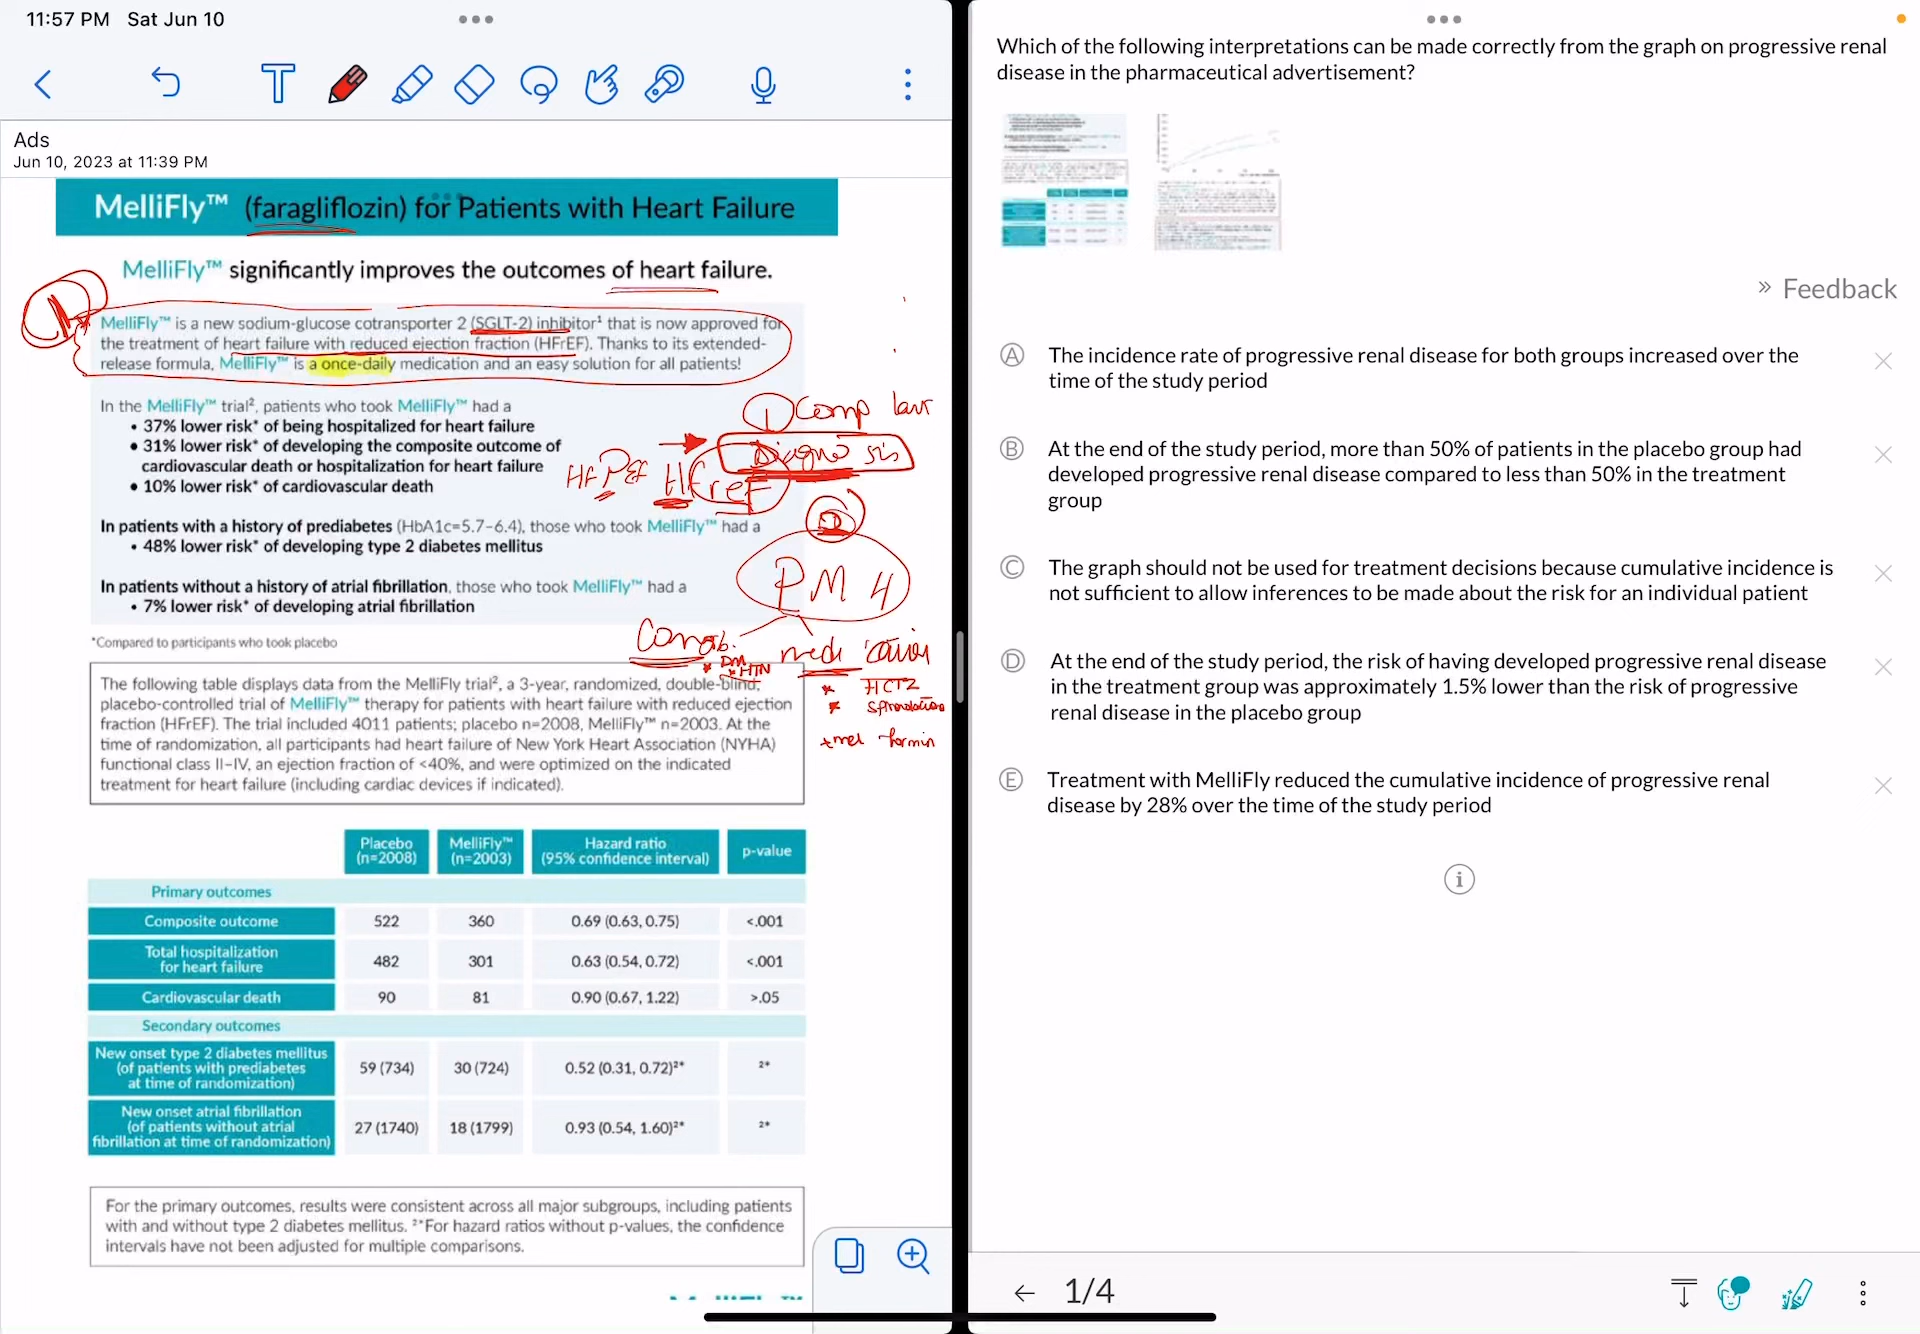 11:57 PM Sat Jun 10
Ads
Jun 10, 2023 at 11:39 PM
MelliFly™ (faragliflozin) for Patients with Heart Failure
MelliFly™ significantly improves the outcomes of heart failure.
MelliFly™ is a new sodium-glucose cotransporter 2 (SGLT-2) inhibitor¹ that is now approved for
the treatment of heart failure with reduced ejection fraction (HFrEF). Thanks to its extended-
release formula, MelliFly™ is a once-daily medication and an easy solution for all patients!
In the MelliFly™ trial², patients who took MelliFly™ had a
• 37% lower risk* of being hospitalized for heart failure
• 31% lower risk* of developing the composite outcome of
cardiovascular death or hospitalization for heart failure
• 10% lower risk* of cardiovascular death
In patients with a history of prediabetes (HbA1c=5.7–6.4), those who took MelliFly™ had a
• 48% lower risk* of developing type 2 diabetes mellitus
In patients without a history of atrial fibrillation, those who took MelliFly™ had a
• 7% lower risk* of developing atrial fibrillation
*Compared to participants who took placebo
① Comp
Diagnosis
HFPEF HFreF
②
PM 4
Comorb. medications
* DM
* HTN
* HCTZ
*
+ metformin
The following table displays data from the MelliFly trial², a 3-year, randomized, double-blind,
placebo-controlled trial of MelliFly™ therapy for patients with heart failure with reduced ejection
fraction (HFrEF). The trial included 4011 patients; placebo n=2008, MelliFly™ n=2003. At the
time of randomization, all participants had heart failure of New York Heart Association (NYHA)
functional class II–IV, an ejection fraction of <40%, and were optimized on the indicated
treatment for heart failure (including cardiac devices if indicated).
Placebo (n=2008) MelliFly™ (n=2003) Hazard ratio (95% confidence interval) p-value
Primary outcomes
Composite outcome 522 360 0.69 (0.63, 0.75) <.001
Total hospitalization for heart failure 482 301 0.63 (0.54, 0.72) <.001
Cardiovascular death 90 81 0.90 (0.67, 1.22) >.05
Secondary outcomes
New onset type 2 diabetes mellitus (of patients with prediabetes at time of randomization) 59 (734) 30 (724) 0.52 (0.31, 0.72)²* ²*
New onset atrial fibrillation (of patients without atrial fibrillation at time of randomization) 27 (1740) 18 (1799) 0.93 (0.54, 1.60)²* ²*
For the primary outcomes, results were consistent across all major subgroups, including patients
with and without type 2 diabetes mellitus. ²*For hazard ratios without p-values, the confidence
intervals have not been adjusted for multiple comparisons.
Which of the following interpretations can be made correctly from the graph on progressive renal
disease in the pharmaceutical advertisement?
» Feedback
A The incidence rate of progressive renal disease for both groups increased over the
time of the study period
B At the end of the study period, more than 50% of patients in the placebo group had
developed progressive renal disease compared to less than 50% in the treatment
group
C The graph should not be used for treatment decisions because cumulative incidence is
not sufficient to allow inferences to be made about the risk for an individual patient
D At the end of the study period, the risk of having developed progressive renal disease
in the treatment group was approximately 1.5% lower than the risk of progressive
renal disease in the placebo group
E Treatment with MelliFly reduced the cumulative incidence of progressive renal
disease by 28% over the time of the study period
1/4